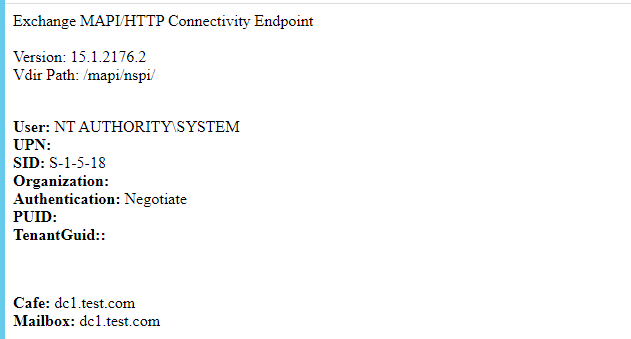 Exchange MAPI/HTTP Connectivity Endpoint
Version: 15.1.2176.2
Vdir Path: /mapi/nspi/
User: NT AUTHORITY\SYSTEM
UPN:
SID: S-1-5-18
Organization:
Authentication: Negotiate
PUID:
TenantGuid::
Cafe: dc1.test.com
Mailbox: dc1.test.com